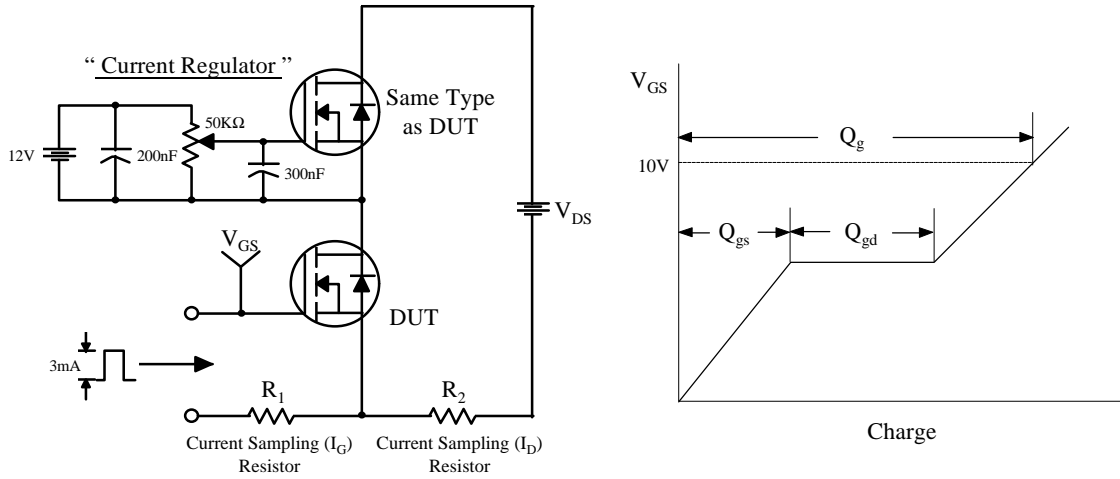 “ Current Regulator ”
Same Type
as DUT
50KΩ
12V
200nF
300nF
V_DS
V_GS
DUT
3mA
R_1
R_2
Current Sampling (I_G)
Resistor
Current Sampling (I_D)
Resistor
V_GS
Q_g
10V
Q_gs
Q_gd
Charge